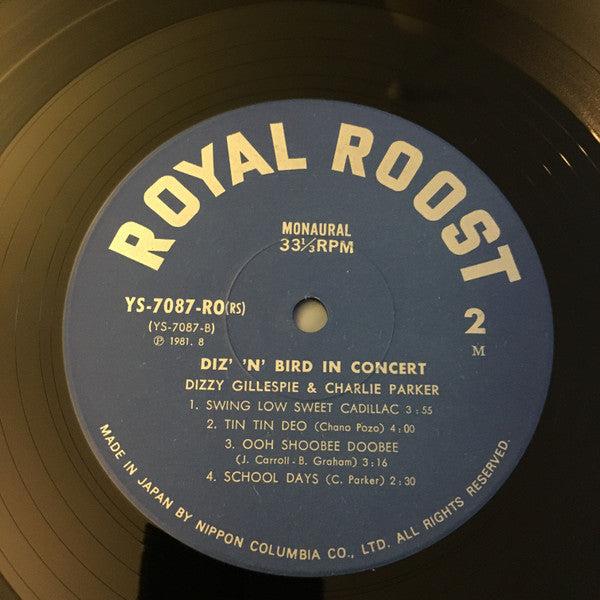 ROYAL ROOST
MONAURAL
33⅓RPM
YS-7087-RO(RS)
(YS-7087-B)
Ⓟ 1981. 8
2
M
DIZ' 'N' BIRD IN CONCERT
DIZZY GILLESPIE & CHARLIE PARKER
1. SWING LOW SWEET CADILLAC 3:55
2. TIN TIN DEO (Chano Pozo) 4:00
3. OOH SHOOBEE DOOBEE
(J. Carroll-B. Graham) 3:16
4. SCHOOL DAYS (C. Parker) 2:30
MADE IN JAPAN BY NIPPON COLUMBIA CO., LTD. ALL RIGHTS RESERVED.